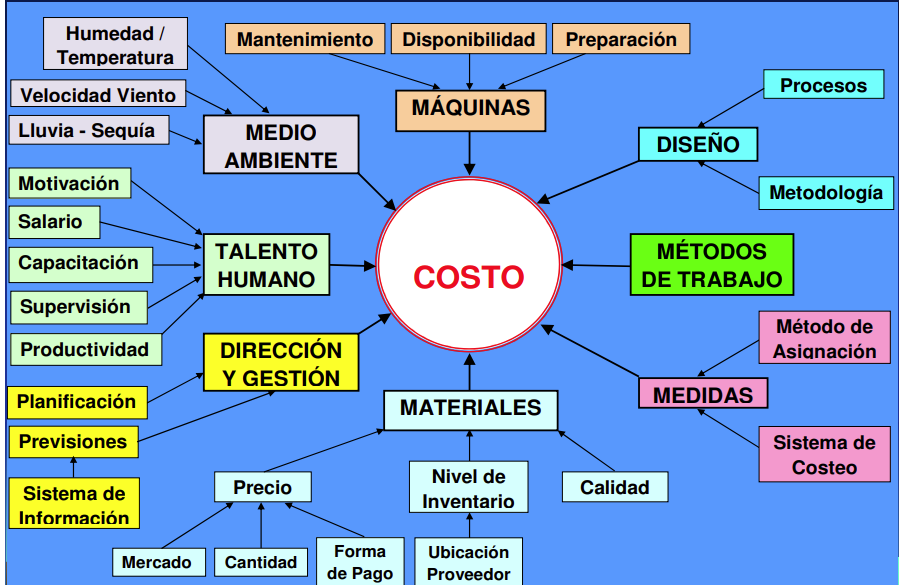 Humedad /
Temperatura
Mantenimiento
Disponibilidad
Preparación
Velocidad Viento
Lluvia - Sequía
MEDIO
AMBIENTE
MÁQUINAS
Procesos
DISEÑO
Metodología
Motivación
Salario
Capacitación
Supervisión
Productividad
TALENTO
HUMANO
COSTO
MÉTODOS
DE TRABAJO
DIRECCIÓN
Y GESTIÓN
Planificación
Previsiones
Sistema de
Información
MATERIALES
Método de
Asignación
MEDIDAS
Sistema de
Costeo
Precio
Nivel de
Inventario
Calidad
Mercado
Cantidad
Forma
de Pago
Ubicación
Proveedor